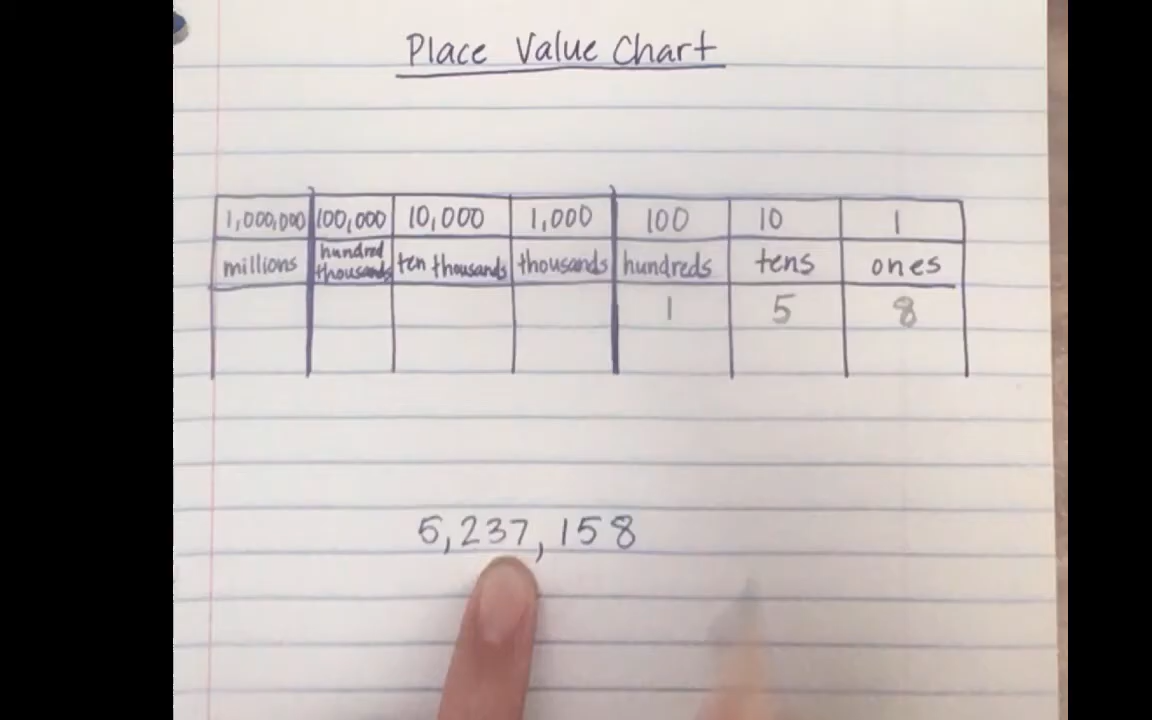 Place Value Chart
1,000,000 100,000 10,000 1,000 100 10 1
millions hundred thousands ten thousands thousands hundreds tens ones
1 5 8
5,237,158